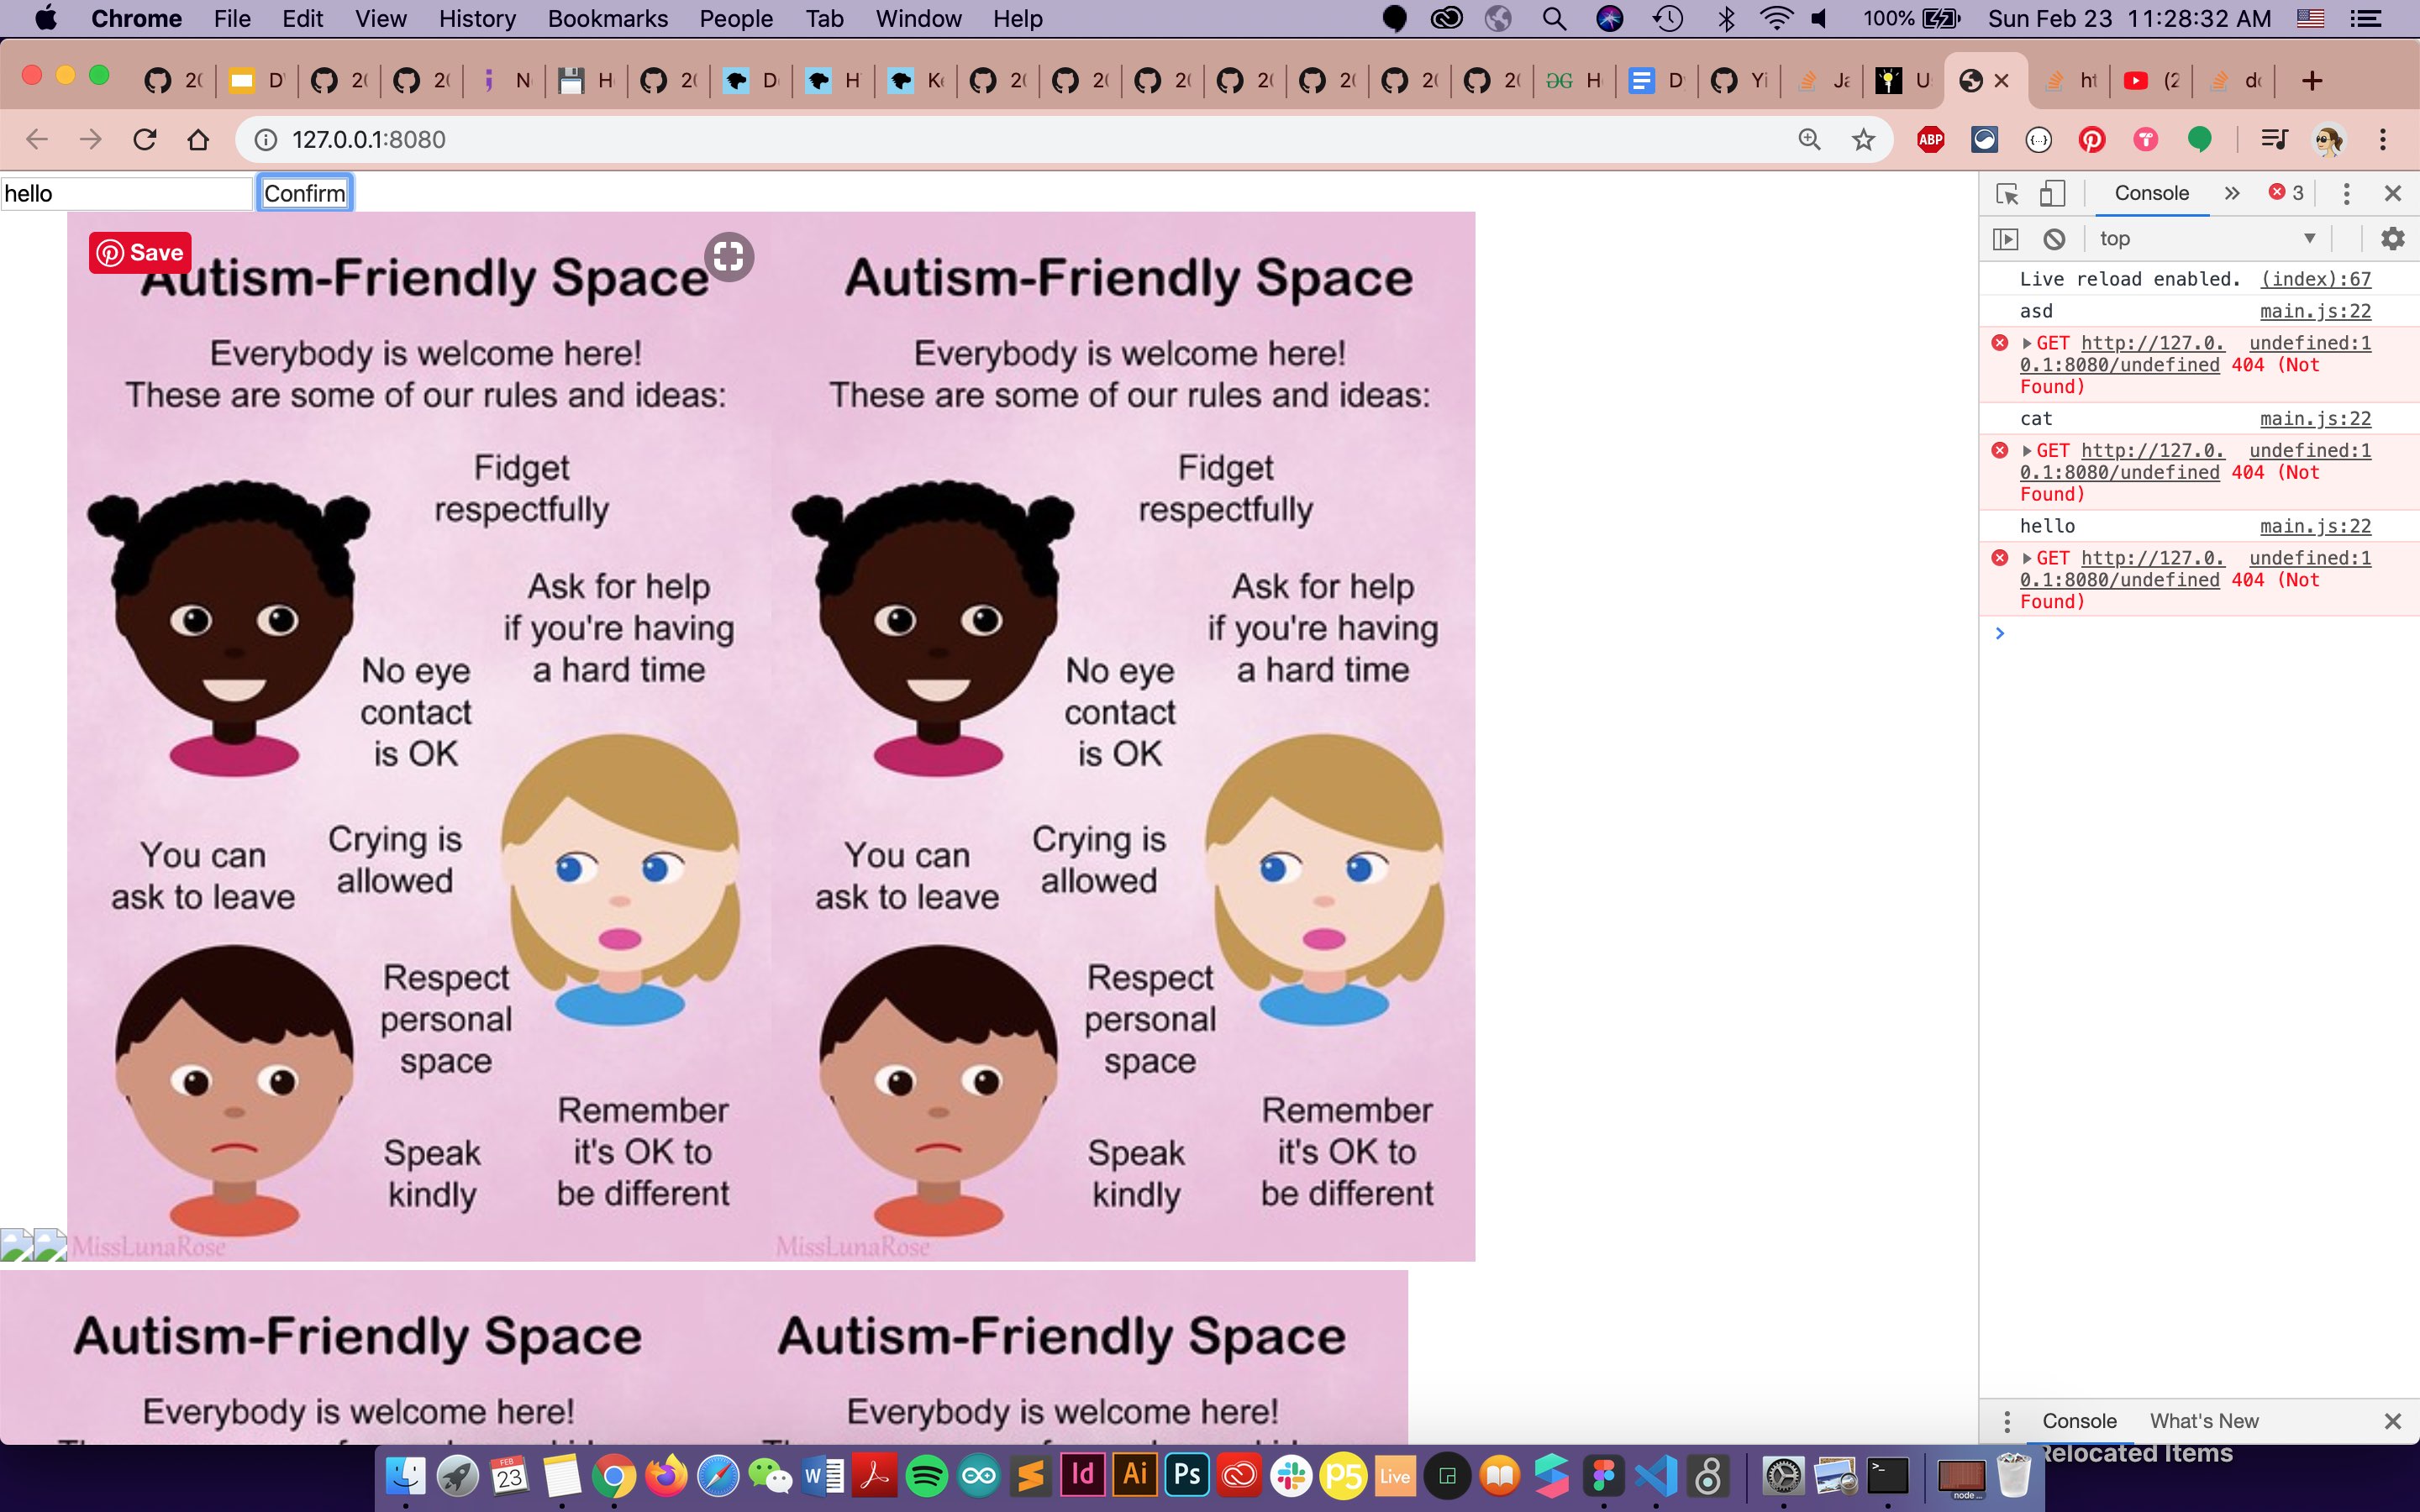 Chrome File Edit View History Bookmarks People Tab Window Help 100% Sun Feb 23 11:28:32 AM
127.0.0.1:8080
hello Confirm
Save
Autism-Friendly Space
Everybody is welcome here!
These are some of our rules and ideas:
Fidget
respectfully
Ask for help
if you're having
a hard time
No eye
contact
is OK
You can
ask to leave
Crying is
allowed
Respect
personal
space
Speak
kindly
Remember
it's OK to
be different
MissLunaRose
Autism-Friendly Space
Everybody is welcome here!
These are some of our rules and ideas:
Fidget
respectfully
Ask for help
if you're having
a hard time
No eye
contact
is OK
You can
ask to leave
Crying is
allowed
Respect
personal
space
Speak
kindly
Remember
it's OK to
be different
MissLunaRose
Autism-Friendly Space
Everybody is welcome here!
Autism-Friendly Space
Everybody is welcome here!
Console 3
top
Live reload enabled. (index):67
asd main.js:22
GET http://127.0. undefined:1
0.1:8080/undefined 404 (Not
Found)
cat main.js:22
GET http://127.0. undefined:1
0.1:8080/undefined 404 (Not
Found)
hello main.js:22
GET http://127.0. undefined:1
0.1:8080/undefined 404 (Not
Found)
Console What's New
Relocated Items
FEB
23
Id Ai Ps P5 Live
node ...